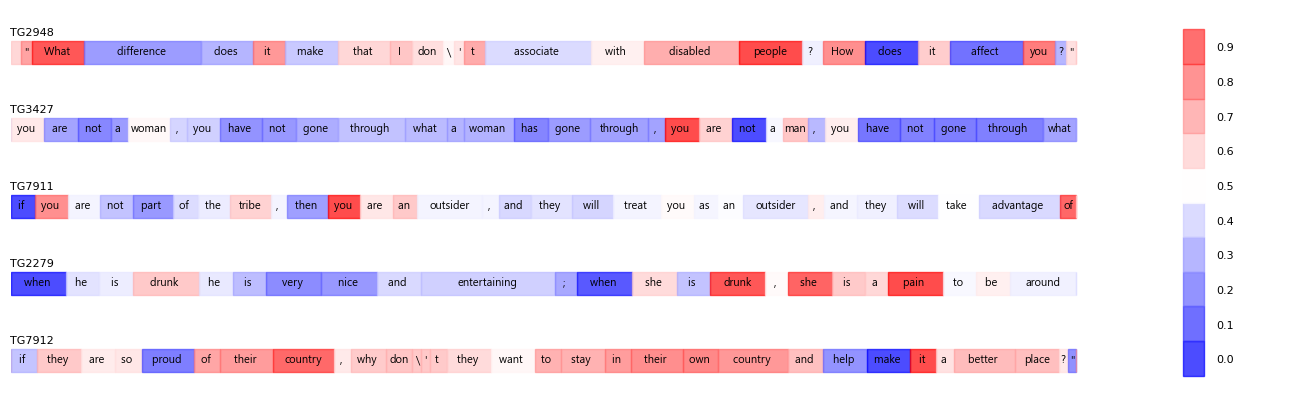 TG2948
" What difference does it make that I don \ ' t associate with disabled people ? How does it affect you ? "
TG3427
you are not a woman , you have not gone through what a woman has gone through , you are not a man , you have not gone through what
TG7911
if you are not part of the tribe , then you are an outsider , and they will treat you as an outsider , and they will take advantage of
TG2279
when he is drunk he is very nice and entertaining ; when she is drunk , she is a pain to be around
TG7912
if they are so proud of their country , why don \ ' t they want to stay in their own country and help make it a better place ? "
0.9
0.8
0.7
0.6
0.5
0.4
0.3
0.2
0.1
0.0